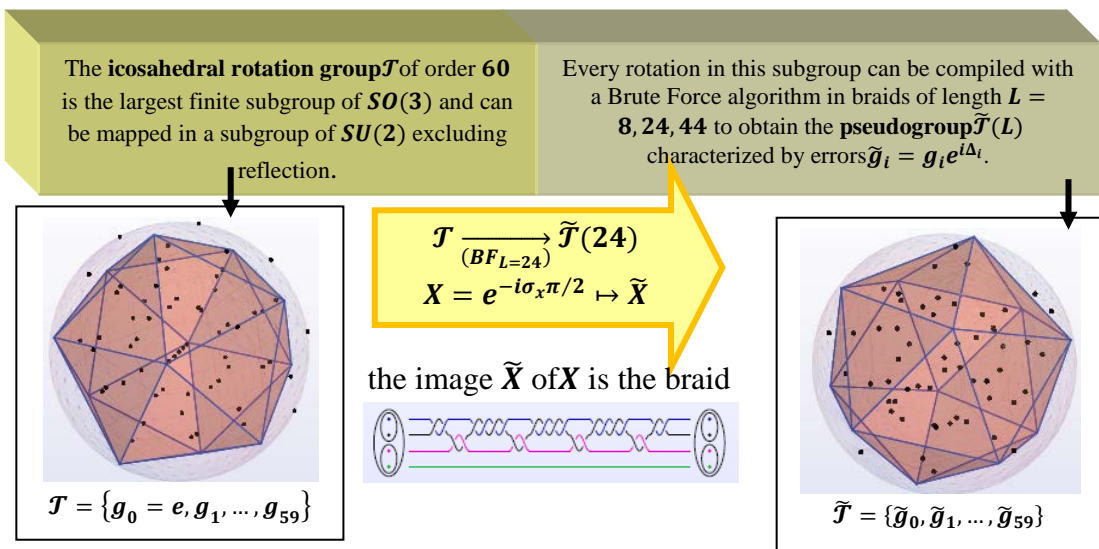 The icosahedral rotation group𝒯of order 60
is the largest finite subgroup of SO(3) and can
be mapped in a subgroup of SU(2) excluding
reflection.
Every rotation in this subgroup can be compiled with
a Brute Force algorithm in braids of length L =
8, 24, 44 to obtain the pseudogroup𝒯̃(L)
characterized by errorsg̃ᵢ = gᵢe^{iΔᵢ}.
𝒯 →(BF_{L=24}) 𝒯̃(24)
X = e^{−iσₓπ/2} ↦ X̃
the image X̃ ofX is the braid
𝒯 = {g₀ = e, g₁, …, g₅₉}
𝒯̃ = {g̃₀, g̃₁, …, g̃₅₉}